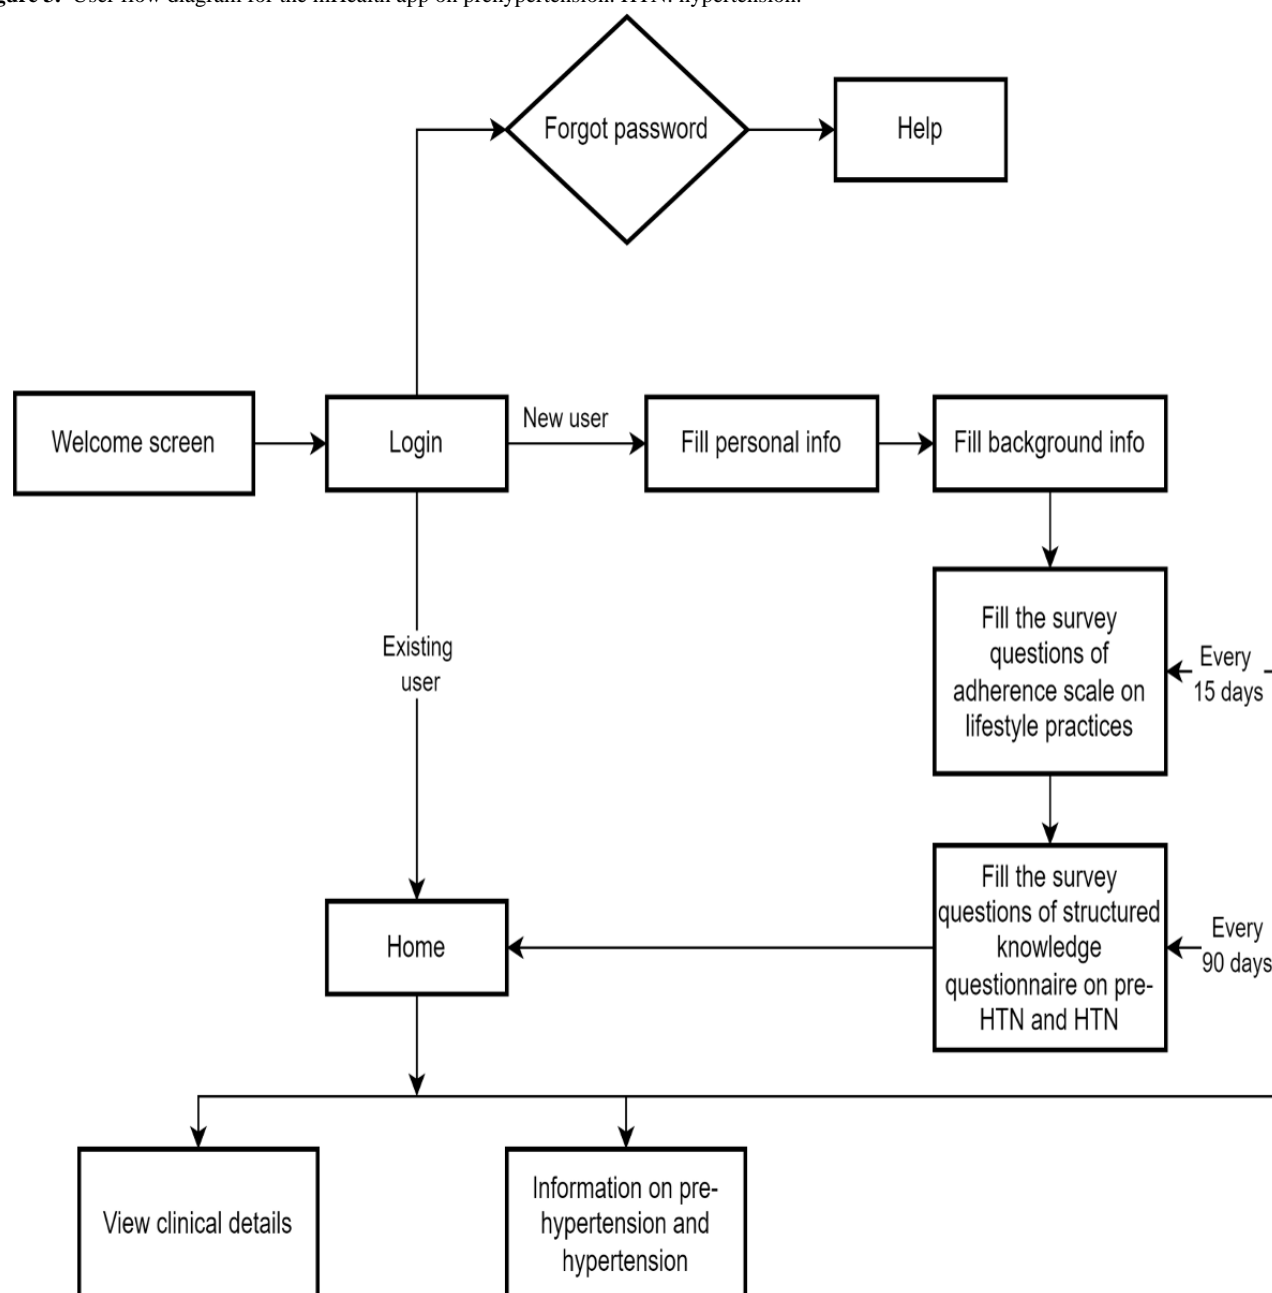 User flow diagram for the mHealth app on prehypertension. HTN: hypertension.
Forgot password
Help
Welcome screen
Login
New user
Fill personal info
Fill background info
Fill the survey
questions of
adherence scale on
lifestyle practices
Every
15 days
Existing
user
Fill the survey
questions of structured
knowledge
questionnaire on pre-
HTN and HTN
Every
90 days
Home
View clinical details
Information on pre-
hypertension and
hypertension